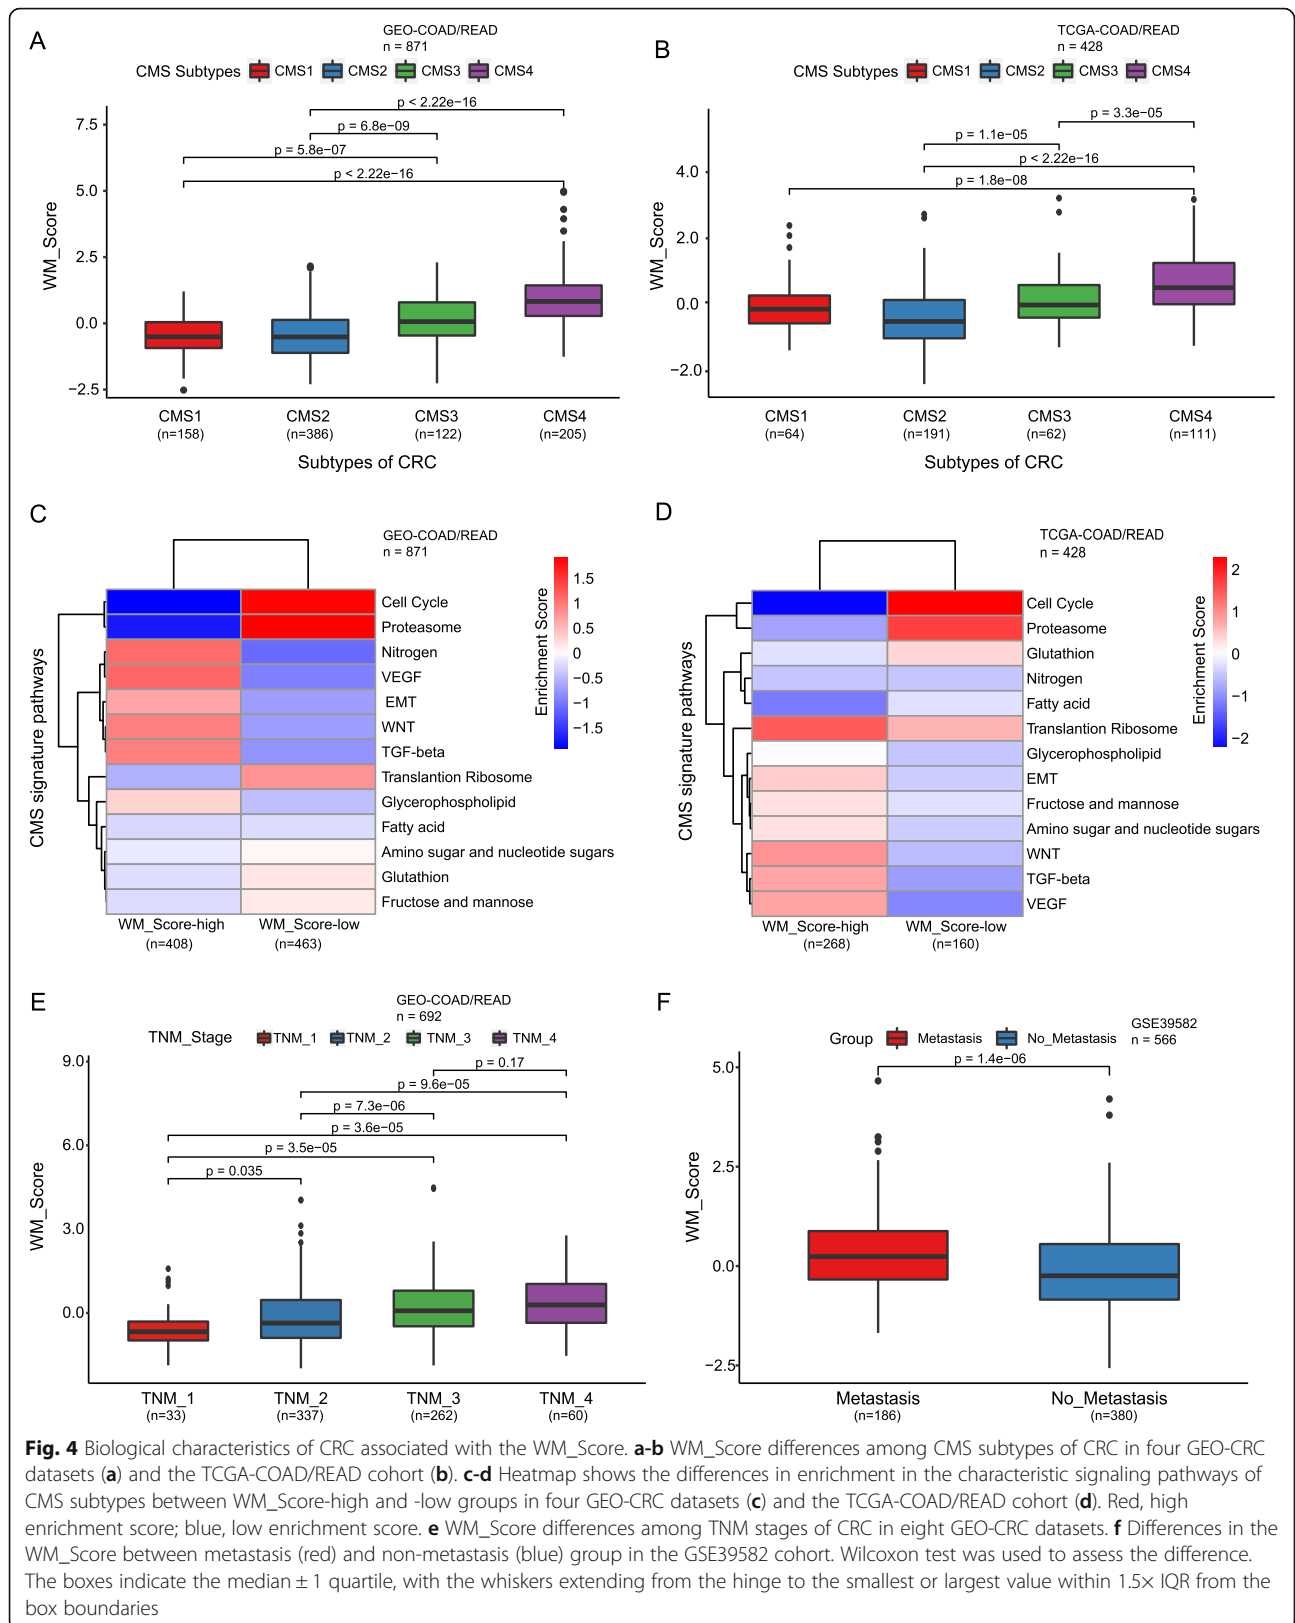 A
GEO-COAD/READ
n = 871
CMS Subtypes CMS1 CMS2 CMS3 CMS4
p < 2.22e−16
p = 6.8e−09
p = 5.8e−07
p < 2.22e−16
WM_Score
7.5
5.0
2.5
0.0
−2.5
CMS1 CMS2 CMS3 CMS4
(n=158) (n=386) (n=122) (n=205)
Subtypes of CRC
B
TCGA-COAD/READ
n = 428
CMS Subtypes CMS1 CMS2 CMS3 CMS4
p = 3.3e−05
p = 1.1e−05
p < 2.22e−16
p = 1.8e−08
WM_Score
4.0
2.0
0.0
−2.0
CMS1 CMS2 CMS3 CMS4
(n=64) (n=191) (n=62) (n=111)
Subtypes of CRC
C
GEO-COAD/READ
n = 871
CMS signature pathways
Cell Cycle
Proteasome
Nitrogen
VEGF
EMT
WNT
TGF-beta
Translantion Ribosome
Glycerophospholipid
Fatty acid
Amino sugar and nucleotide sugars
Glutathion
Fructose and mannose
WM_Score-high WM_Score-low
(n=408) (n=463)
Enrichment Score
1.5
1
0.5
0
−0.5
−1
−1.5
D
TCGA-COAD/READ
n = 428
CMS signature pathways
Cell Cycle
Proteasome
Glutathion
Nitrogen
Fatty acid
Translantion Ribosome
Glycerophospholipid
EMT
Fructose and mannose
Amino sugar and nucleotide sugars
WNT
TGF-beta
VEGF
WM_Score-high WM_Score-low
(n=268) (n=160)
Enrichment Score
2
1
0
−1
−2
E
GEO-COAD/READ
n = 692
TNM_Stage TNM_1 TNM_2 TNM_3 TNM_4
p = 0.17
p = 9.6e−05
p = 7.3e−06
p = 3.6e−05
p = 3.5e−05
p = 0.035
WM_Score
9.0
6.0
3.0
0.0
TNM_1 TNM_2 TNM_3 TNM_4
(n=33) (n=337) (n=262) (n=60)
F
GSE39582
n = 566
Group Metastasis No_Metastasis
p = 1.4e−06
WM_Score
5.0
2.5
0.0
−2.5
Metastasis No_Metastasis
(n=186) (n=380)
Fig. 4 Biological characteristics of CRC associated with the WM_Score. a-b WM_Score differences among CMS subtypes of CRC in four GEO-CRC
datasets (a) and the TCGA-COAD/READ cohort (b). c-d Heatmap shows the differences in enrichment in the characteristic signaling pathways of
CMS subtypes between WM_Score-high and -low groups in four GEO-CRC datasets (c) and the TCGA-COAD/READ cohort (d). Red, high
enrichment score; blue, low enrichment score. e WM_Score differences among TNM stages of CRC in eight GEO-CRC datasets. f Differences in the
WM_Score between metastasis (red) and non-metastasis (blue) group in the GSE39582 cohort. Wilcoxon test was used to assess the difference.
The boxes indicate the median ± 1 quartile, with the whiskers extending from the hinge to the smallest or largest value within 1.5× IQR from the
box boundaries